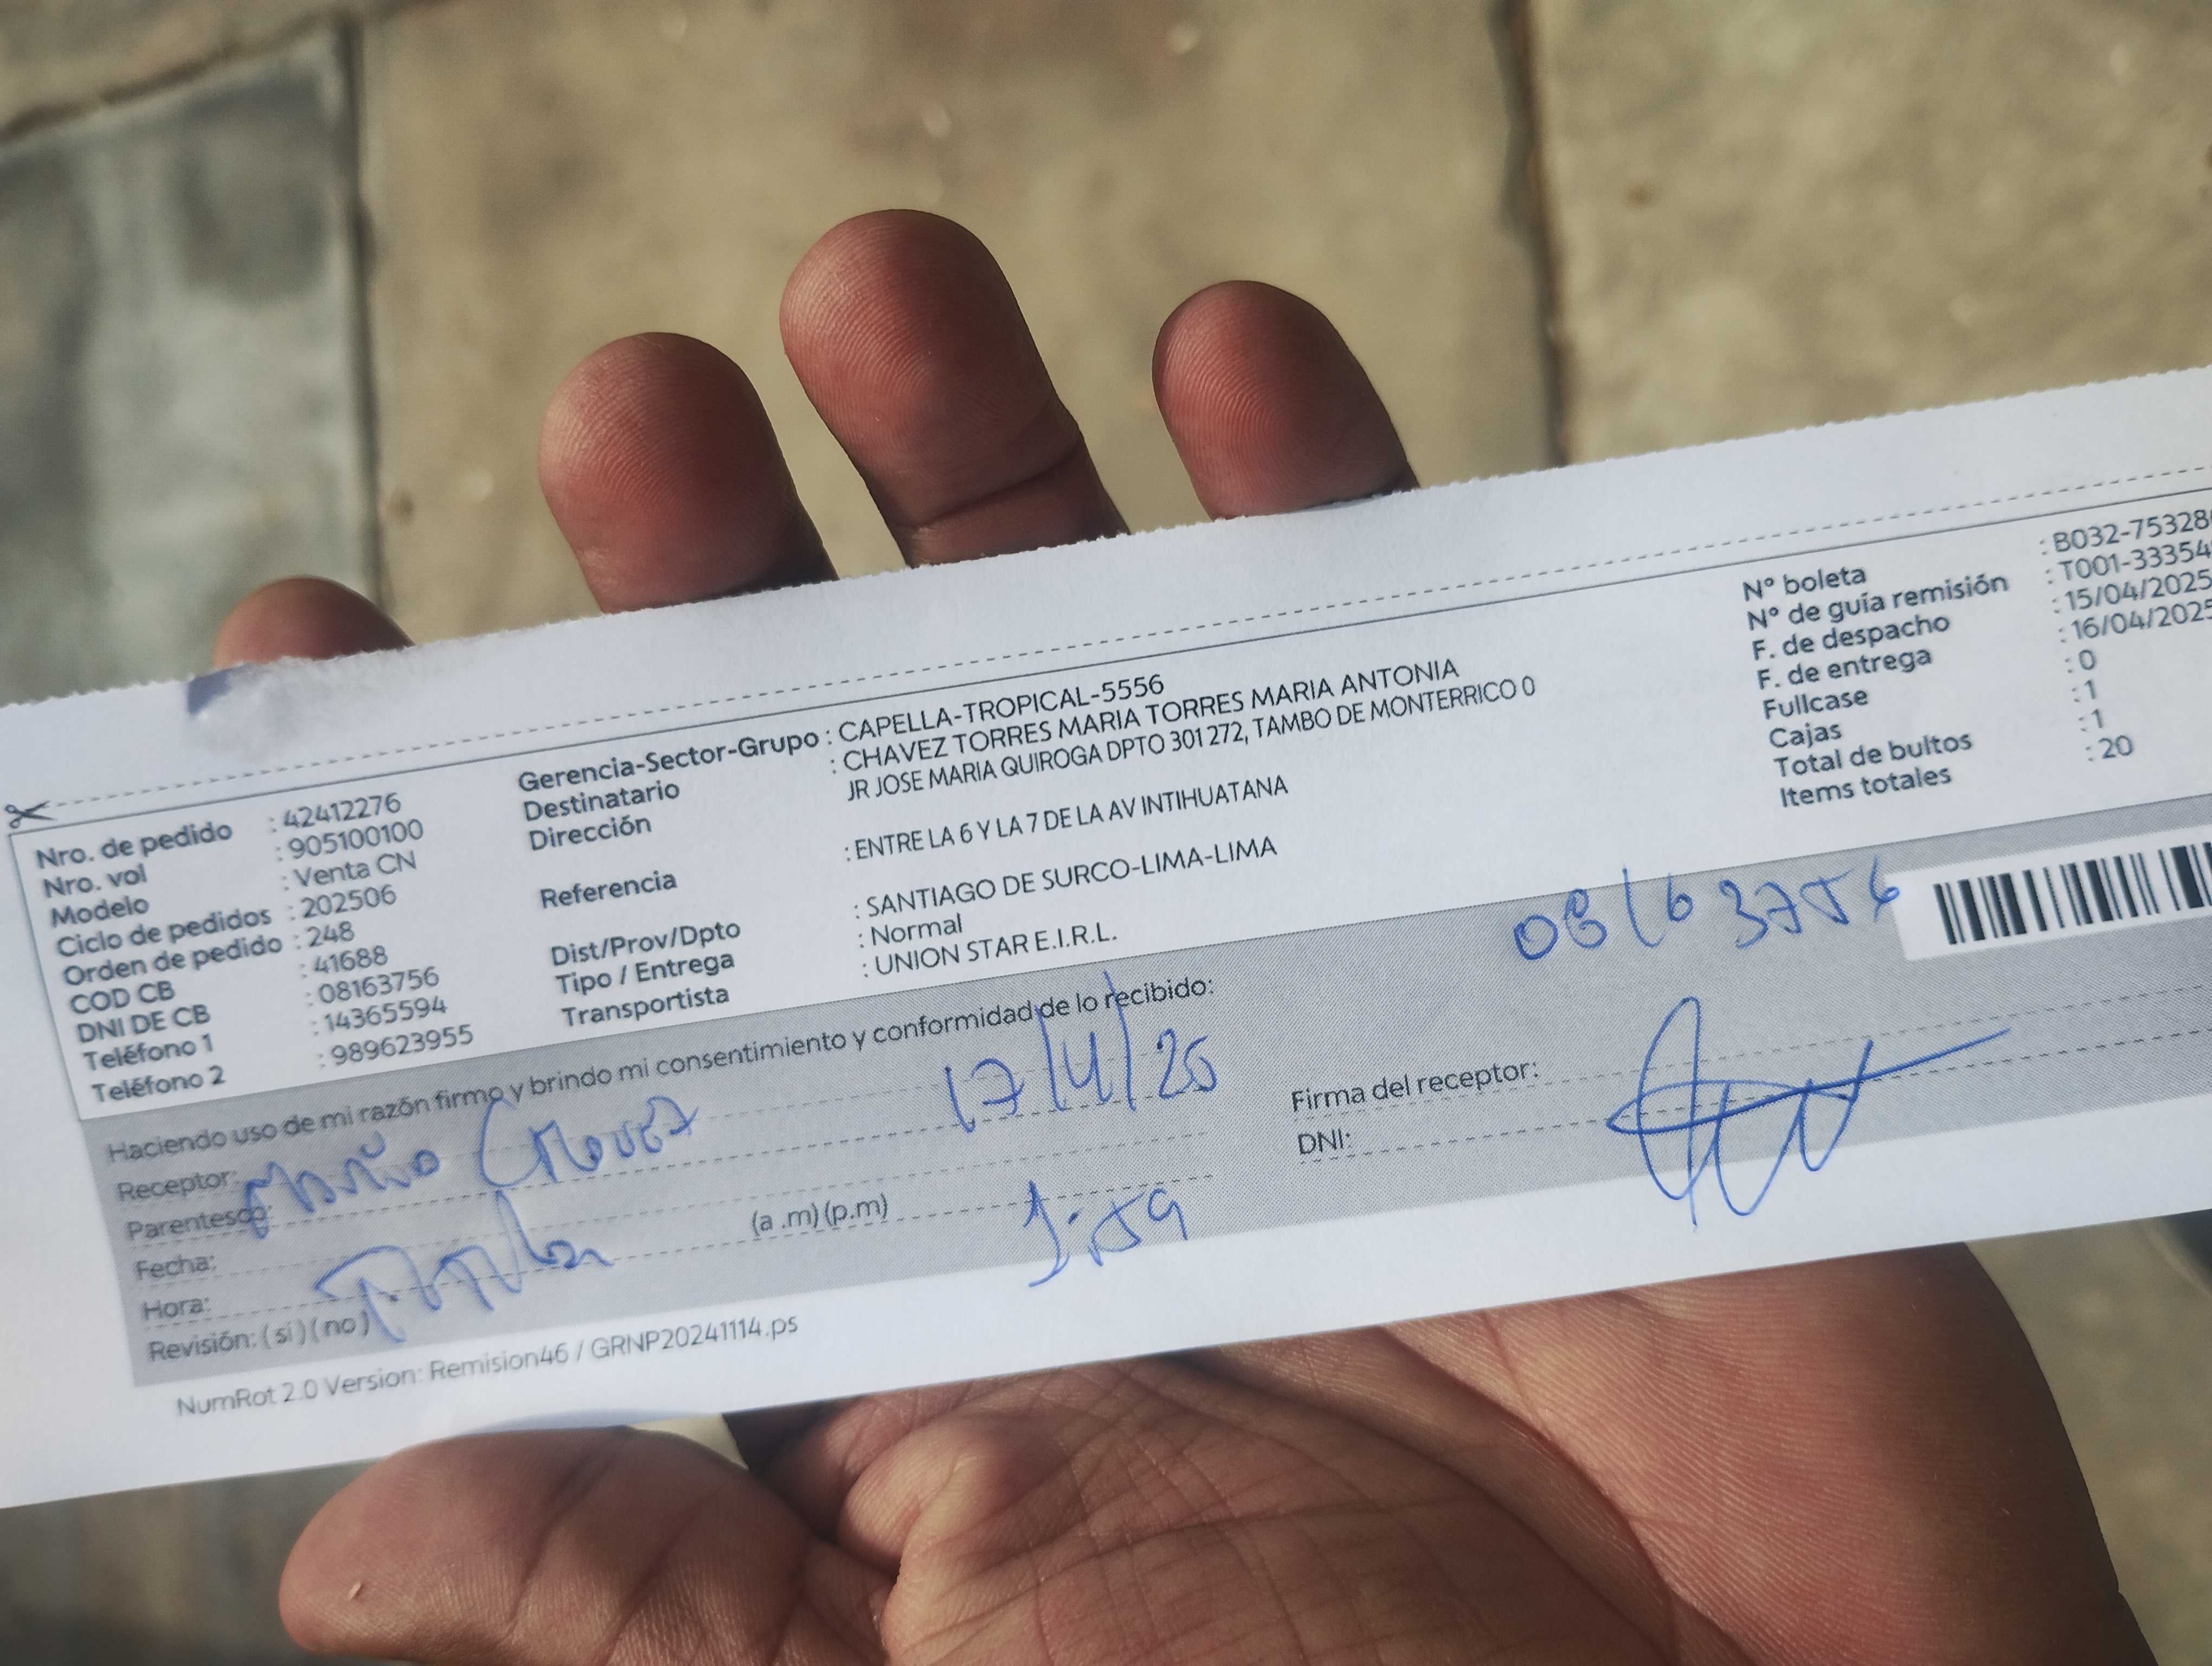 Nro. de pedido : 42412276
Nro. vol : 905100100
Modelo : Venta CN
Ciclo de pedidos : 202506
Orden de pedido : 248
COD CB : 41688
DNI DE CB : 08163756
Teléfono 1 : 14365594
Teléfono 2 : 989623955
Gerencia-Sector-Grupo : CAPELLA-TROPICAL-5556
Destinatario : CHAVEZ TORRES MARIA TORRES MARIA ANTONIA
Dirección JR JOSE MARIA QUIROGA DPTO 301 272, TAMBO DE MONTERRICO 0
Referencia : ENTRE LA 6 Y LA 7 DE LA AV INTIHUATANA
Dist/Prov/Dpto : SANTIAGO DE SURCO-LIMA-LIMA
Tipo / Entrega : Normal
Transportista : UNION STAR E.I.R.L.
N° boleta : B032-75328
N° de guía remisión : T001-33354
F. de despacho : 15/04/2025
F. de entrega : 16/04/2025
Fullcase : 0
Cajas : 1
Total de bultos : 1
Items totales : 20
Haciendo uso de mi razón firmo y brindo mi consentimiento y conformidad de lo recibido:
08163756
Receptor: 17/4/25
Parentesco:
Fecha:
Hora: (a .m) (p.m) 1:59
Revisión: ( si ) ( no )
Firma del receptor:
DNI:
NumRot 2.0 Version: Remision46 / GRNP20241114.ps